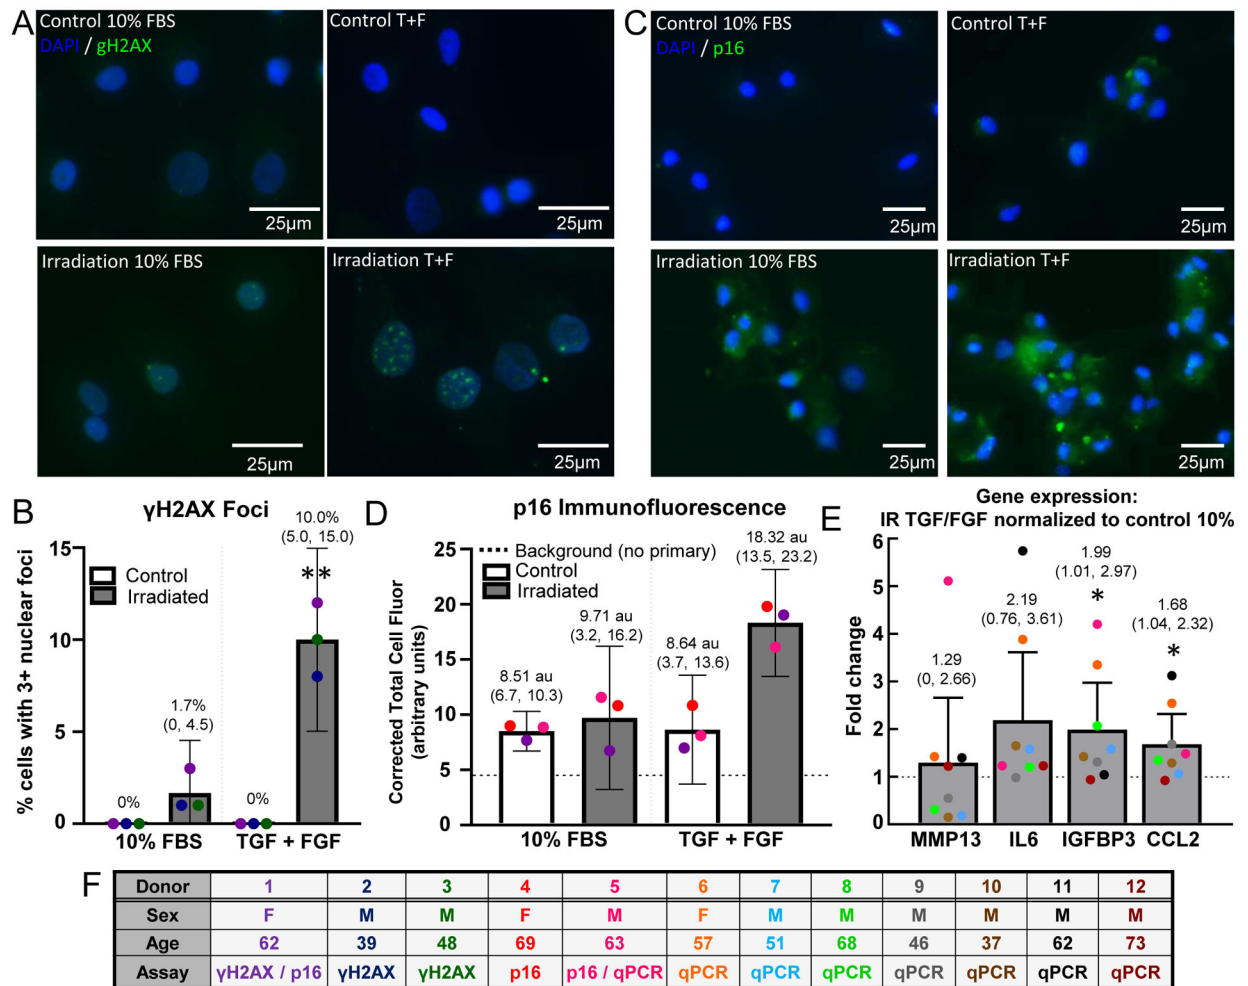 A
Control 10% FBS
DAPI / gH2AX
Control T+F
25µm
25µm
Irradiation 10% FBS
Irradiation T+F
25µm
25µm
C
Control 10% FBS
DAPI / p16
Control T+F
25µm
25µm
Irradiation 10% FBS
Irradiation T+F
25µm
25µm
B
γH2AX Foci
10.0%
(5.0, 15.0)
**
Control
Irradiated
1.7%
(0, 4.5)
0%
0%
% cells with 3+ nuclear foci
15
10
5
0
10% FBS
TGF + FGF
D
p16 Immunofluorescence
Background (no primary)
Control
Irradiated
18.32 au
(13.5, 23.2)
9.71 au
(3.2, 16.2)
8.51 au
(6.7, 10.3)
8.64 au
(3.7, 13.6)
Corrected Total Cell Fluor
(arbitrary units)
25
20
15
10
5
0
10% FBS
TGF + FGF
E
Gene expression:
IR TGF/FGF normalized to control 10%
1.99
(1.01, 2.97)
*
2.19
(0.76, 3.61)
1.68
(1.04, 2.32)
*
1.29
(0, 2.66)
Fold change
6
5
4
3
2
1
0
MMP13
IL6
IGFBP3
CCL2
F
Donor 1 2 3 4 5 6 7 8 9 10 11 12
Sex F M M F M F M M M M M M
Age 62 39 48 69 63 57 51 68 46 37 62 73
Assay γH2AX / p16 γH2AX γH2AX p16 p16 / qPCR qPCR qPCR qPCR qPCR qPCR qPCR qPCR